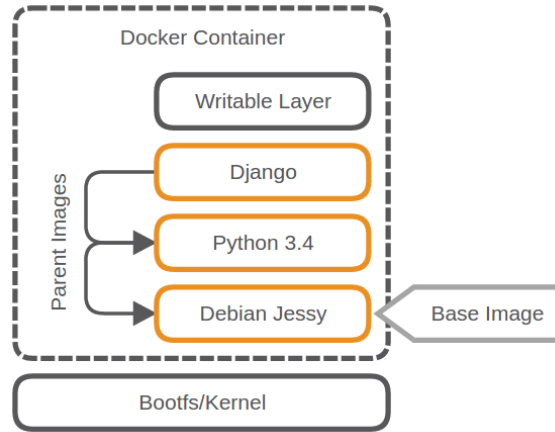 Docker Container
Writable Layer
Django
Parent Images
Python 3.4
Debian Jessy
Base Image
Bootfs/Kernel